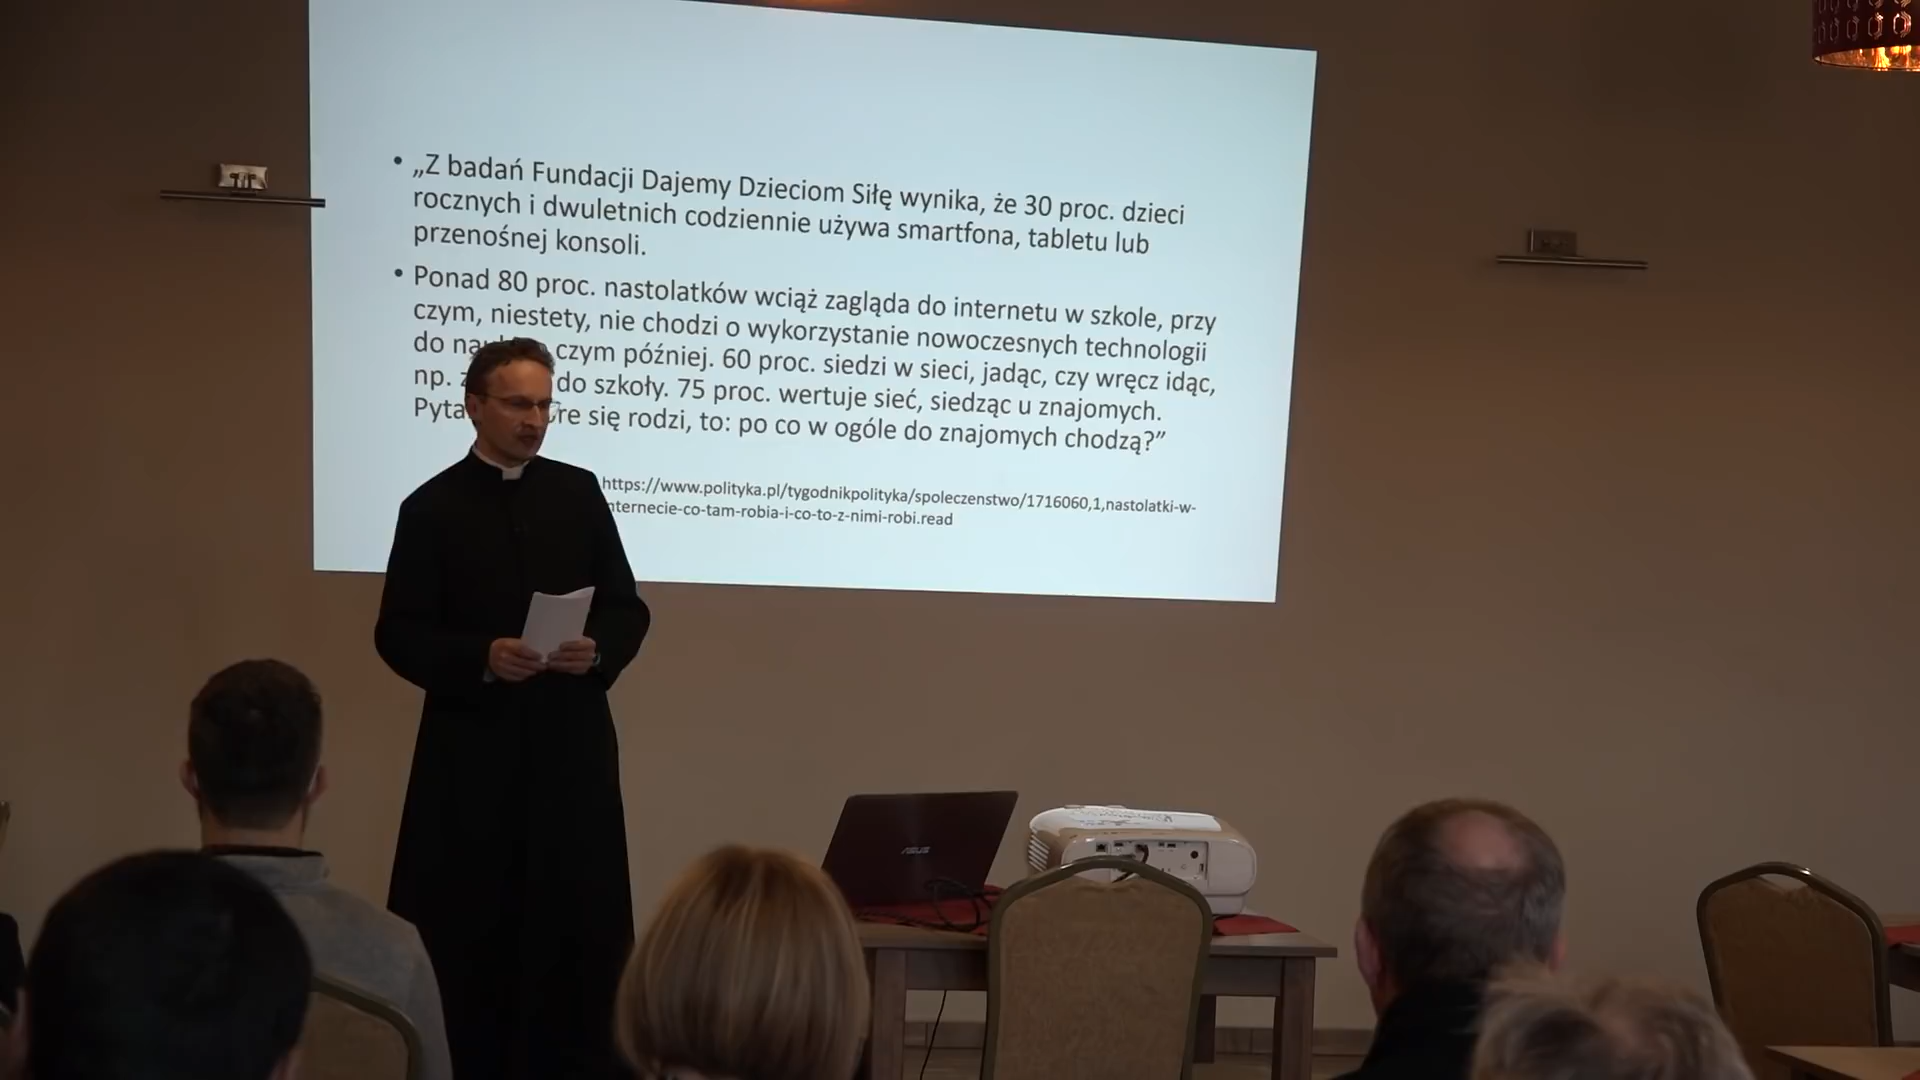 • „Z badań Fundacji Dajemy Dzieciom Siłę wynika, że 30 proc. dzieci
rocznych i dwuletnich codziennie używa smartfona, tabletu lub
przenośnej konsoli.
• Ponad 80 proc. nastolatków wciąż zagląda do internetu w szkole, przy
czym, niestety, nie chodzi o wykorzystanie nowoczesnych technologii
do czym później. 60 proc. siedzi w sieci, jadąc, czy wręcz idąc,
np. do szkoły. 75 proc. wertuje sieć, siedząc u znajomych.
się rodzi, to: po co w ogóle do znajomych chodzą?”
https://www.polityka.pl/tygodnikpolityka/spoleczenstwo/1716060,1,nastolatki-w-
nternecie-co-tam-robia-i-co-to-z-nimi-robi.read
ASUS